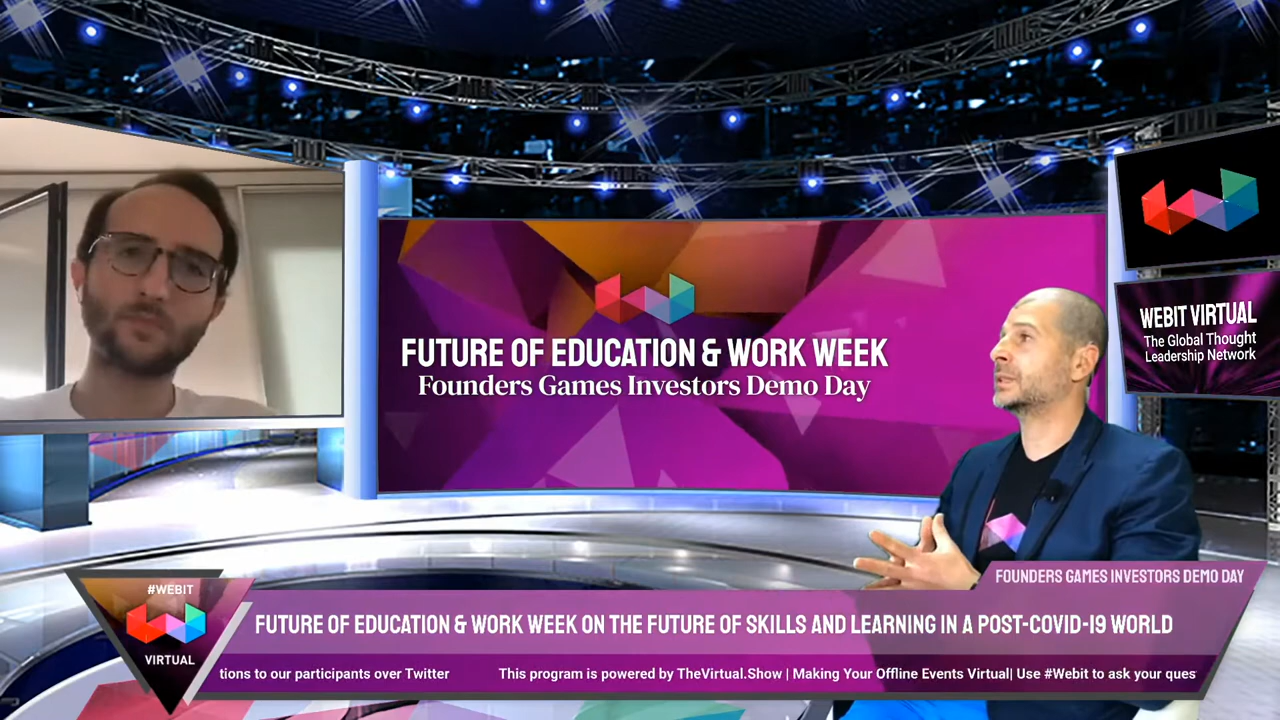 FUTURE OF EDUCATION & WORK WEEK
Founders Games Investors Demo Day
WEBIT VIRTUAL
The Global Thought
Leadership Network
FOUNDERS GAMES INVESTORS DEMO DAY
#WEBIT
VIRTUAL
FUTURE OF EDUCATION & WORK WEEK ON THE FUTURE OF SKILLS AND LEARNING IN A POST-COVID-19 WORLD
tions to our participants over Twitter This program is powered by TheVirtual.Show | Making Your Offline Events Virtual| Use #Webit to ask your ques